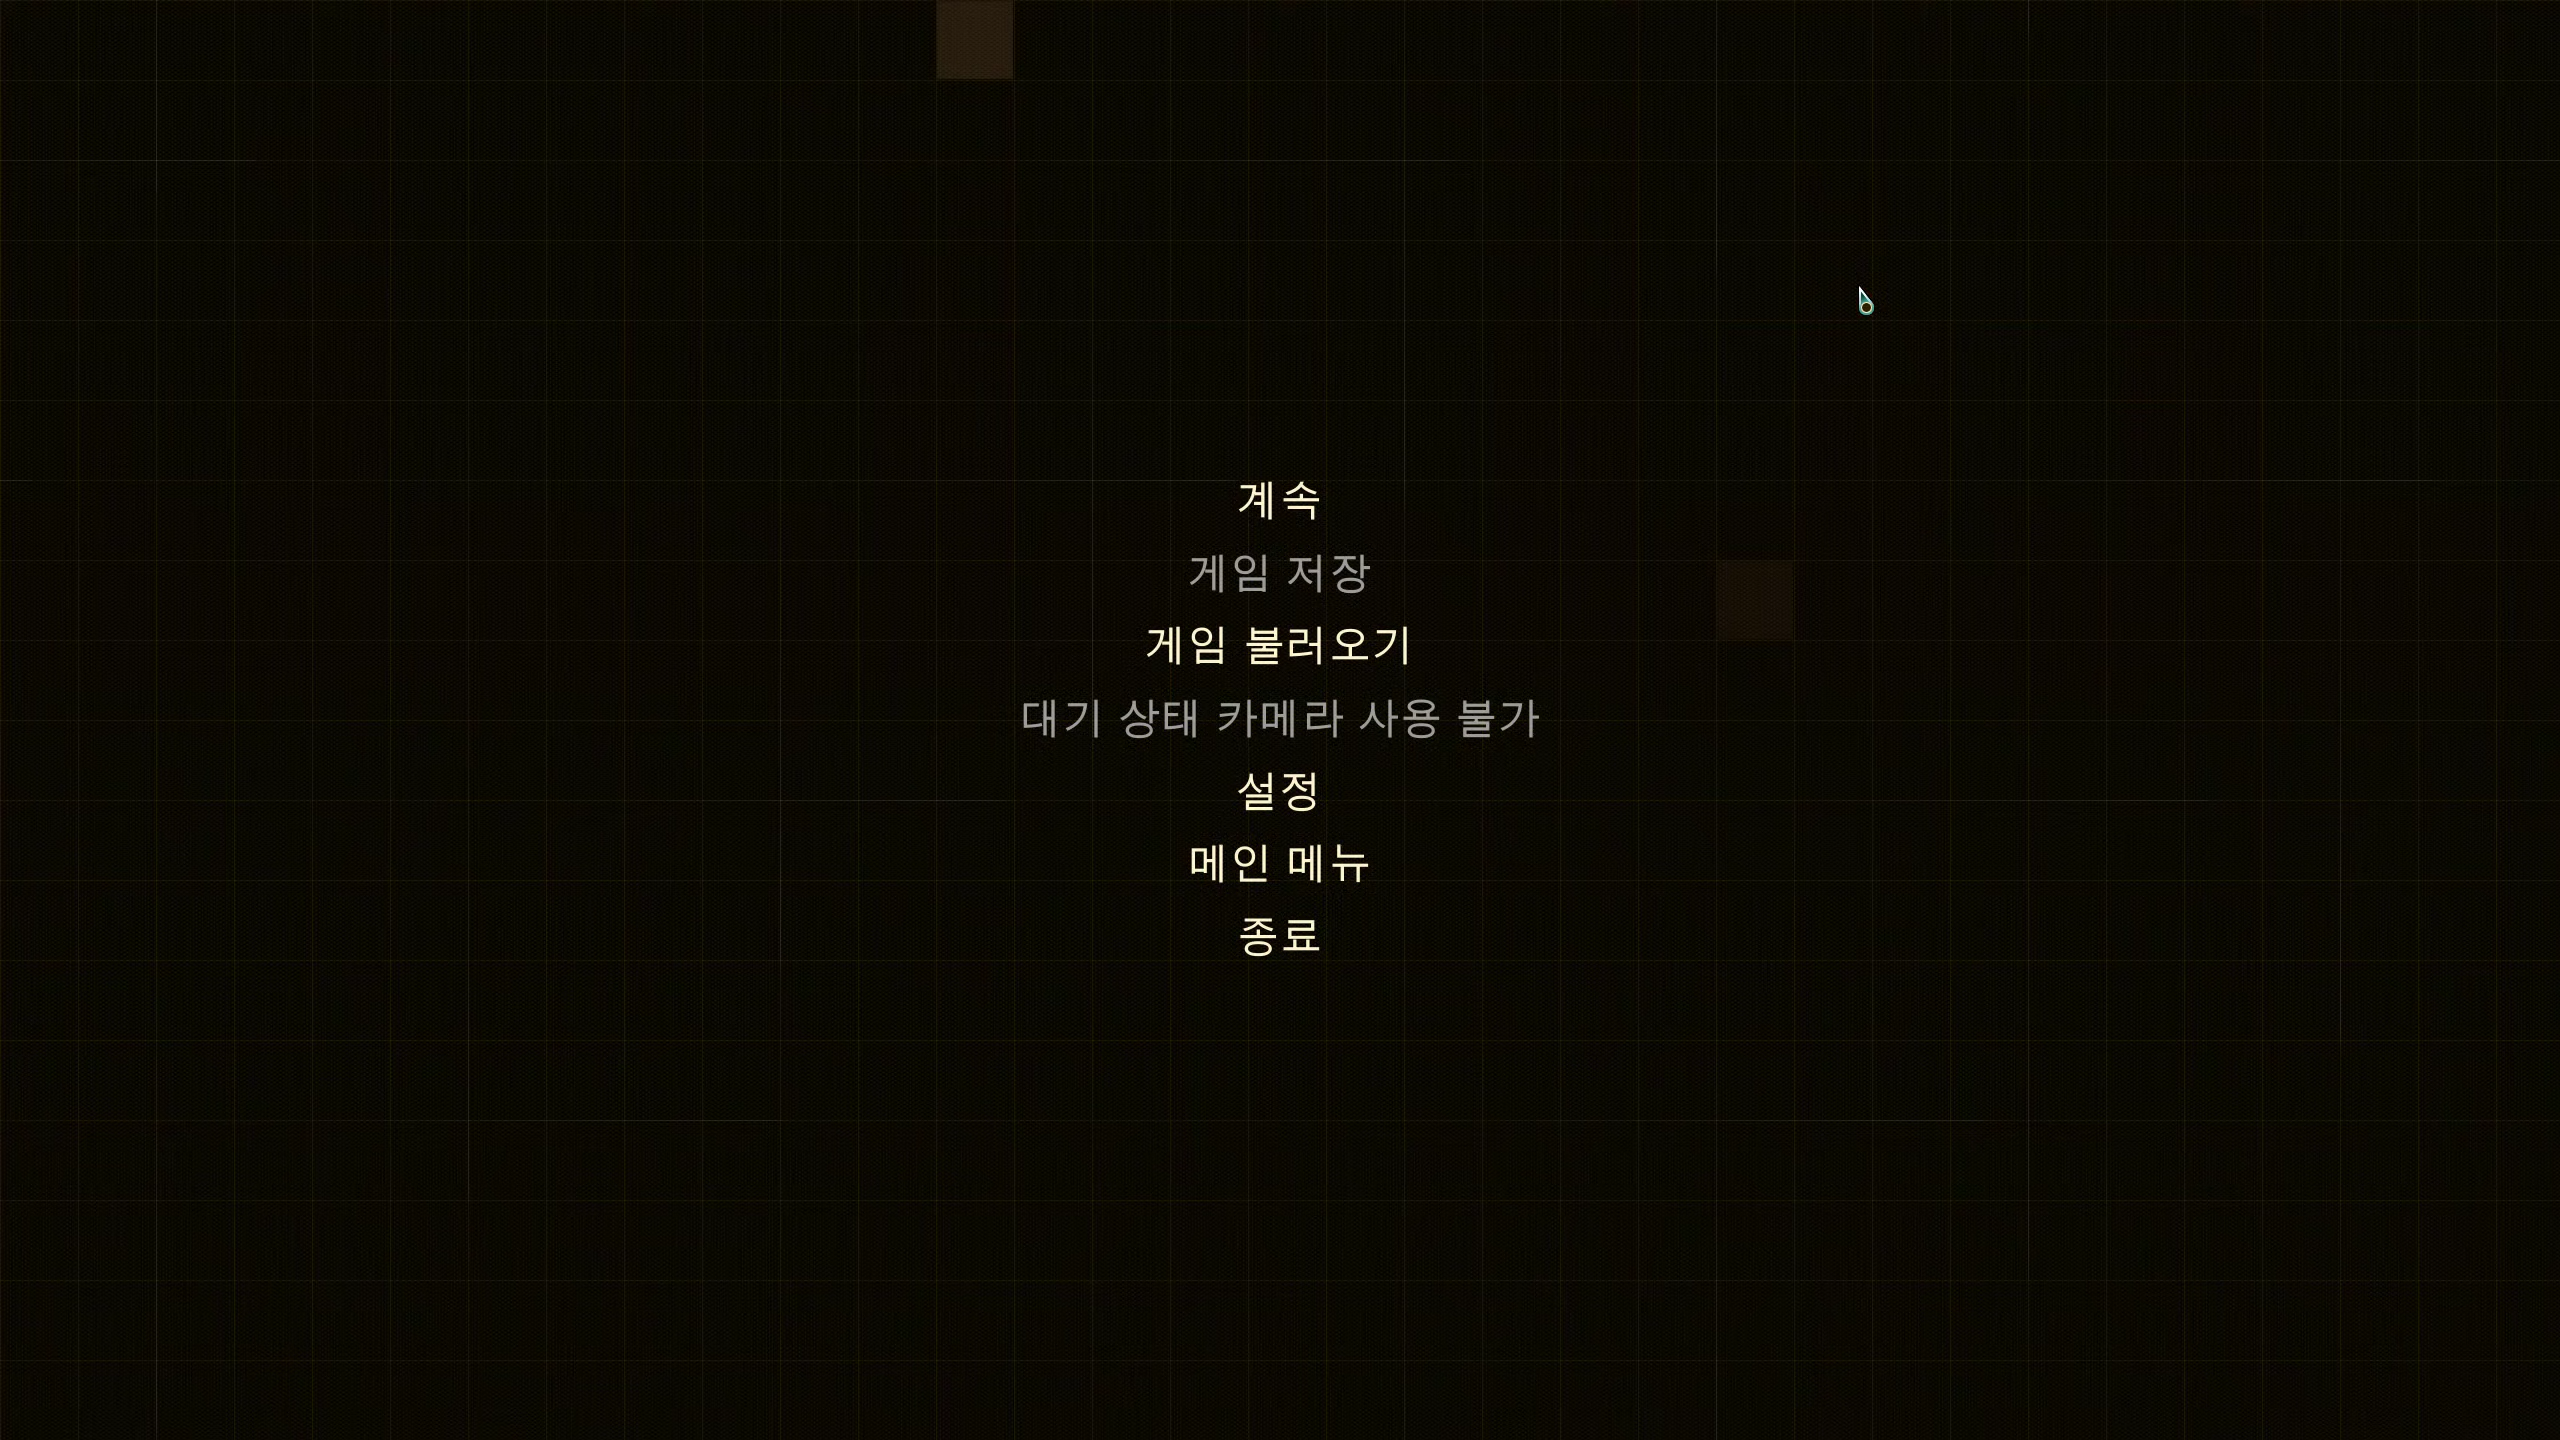 계속
게임 저장
게임 불러오기
대기 상태 카메라 사용 불가
설정
메인 메뉴
종료